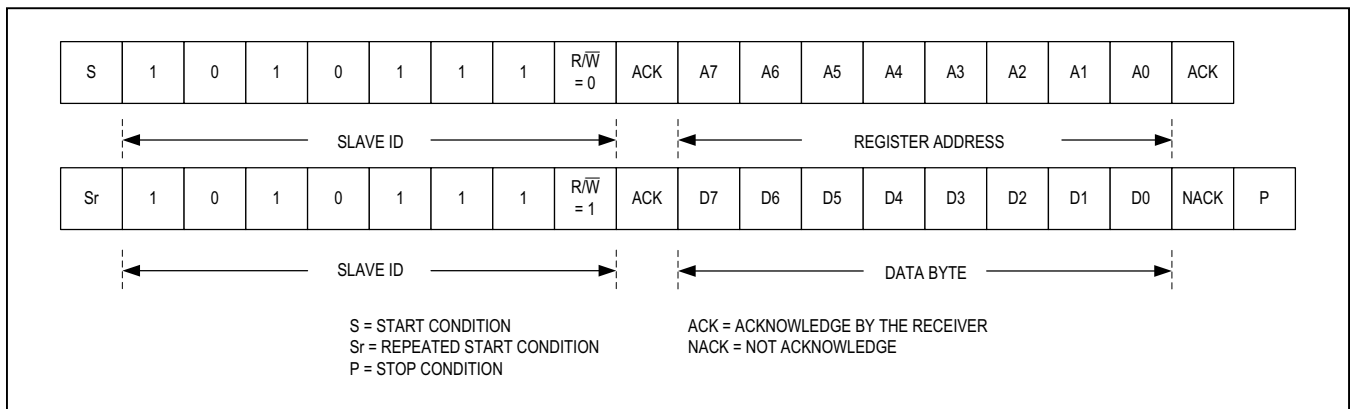 S 1 0 1 0 1 1 1 R/W̅ = 0 ACK A7 A6 A5 A4 A3 A2 A1 A0 ACK
SLAVE ID REGISTER ADDRESS
Sr 1 0 1 0 1 1 1 R/W̅ = 1 ACK D7 D6 D5 D4 D3 D2 D1 D0 NACK P
SLAVE ID DATA BYTE
S = START CONDITION
Sr = REPEATED START CONDITION
P = STOP CONDITION
ACK = ACKNOWLEDGE BY THE RECEIVER
NACK = NOT ACKNOWLEDGE